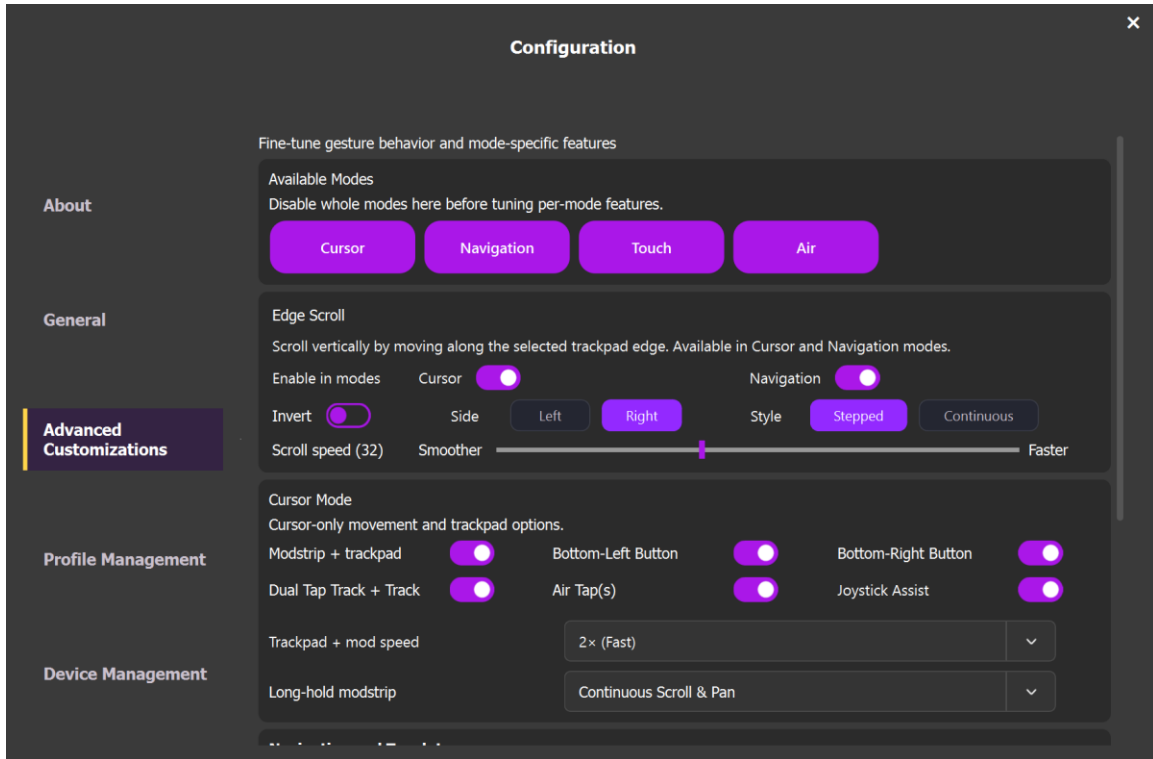 Configuration
×
Fine-tune gesture behavior and mode-specific features
About
General
Advanced
Customizations
Profile Management
Device Management
Available Modes
Disable whole modes here before tuning per-mode features.
Cursor Navigation Touch Air
Edge Scroll
Scroll vertically by moving along the selected trackpad edge. Available in Cursor and Navigation modes.
Enable in modes Cursor Navigation
Invert Side Left Right Style Stepped Continuous
Scroll speed (32) Smoother Faster
Cursor Mode
Cursor-only movement and trackpad options.
Modstrip + trackpad Bottom-Left Button Bottom-Right Button
Dual Tap Track + Track Air Tap(s) Joystick Assist
Trackpad + mod speed 2× (Fast)
Long-hold modstrip Continuous Scroll & Pan